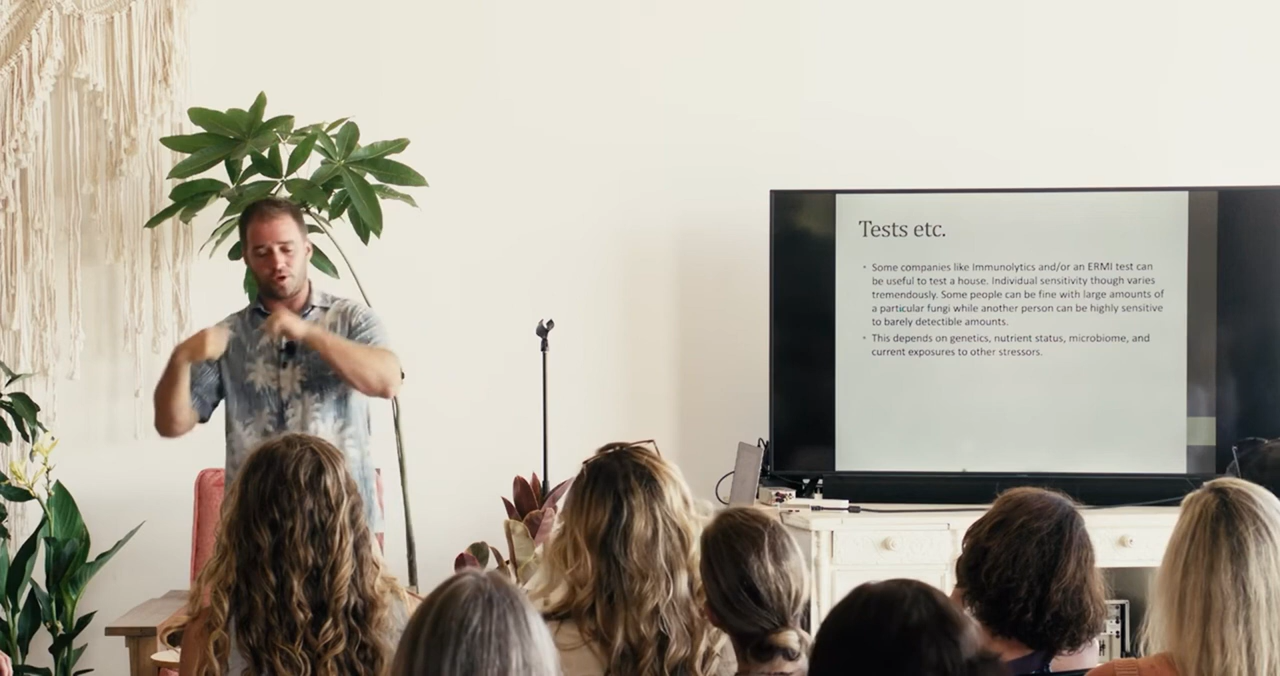 Tests etc.
• Some companies like Immunolytics and/or an ERMI test can
be useful to test a house. Individual sensitivity though varies
tremendously. Some people can be fine with large amounts of
a particular fungi while another person can be highly sensitive
to barely detectible amounts.
• This depends on genetics, nutrient status, microbiome, and
current exposures to other stressors.